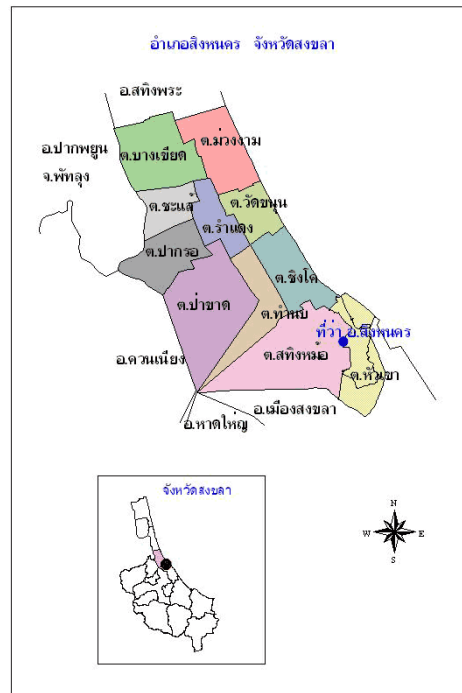 อำเภอสิงหนคร จังหวัดสงขลา
อ.สทิงพระ
อ.ปากพยูน
จ.พัทลุง
ต.ม่วงงาม
ต.บางเขียด
ต.ชะแล้
ต.วัดขนุน
ต.รำแดง
ต.ปากรอ
ต.ชิงโค
ต.ป่าขาด
ต.ทำนบ
ที่ว่า อ.สิงหนคร
ต.สทิงหม้อ
อ.ควนเนียง
ต.หัวเขา
อ.เมืองสงขลา
อ.หาดใหญ่
จังหวัดสงขลา
N
W E
S